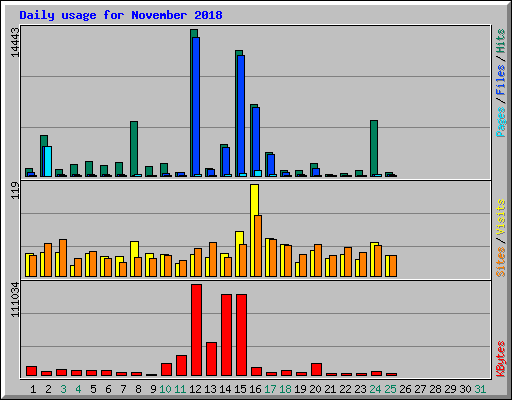 Daily usage for November 2018
14443
Pages / Files / Hits
119
Sites / Visits
111034
KBytes
1 2 3 4 5 6 7 8 9 10 11 12 13 14 15 16 17 18 19 20 21 22 23 24 25 26 27 28 29 30 31